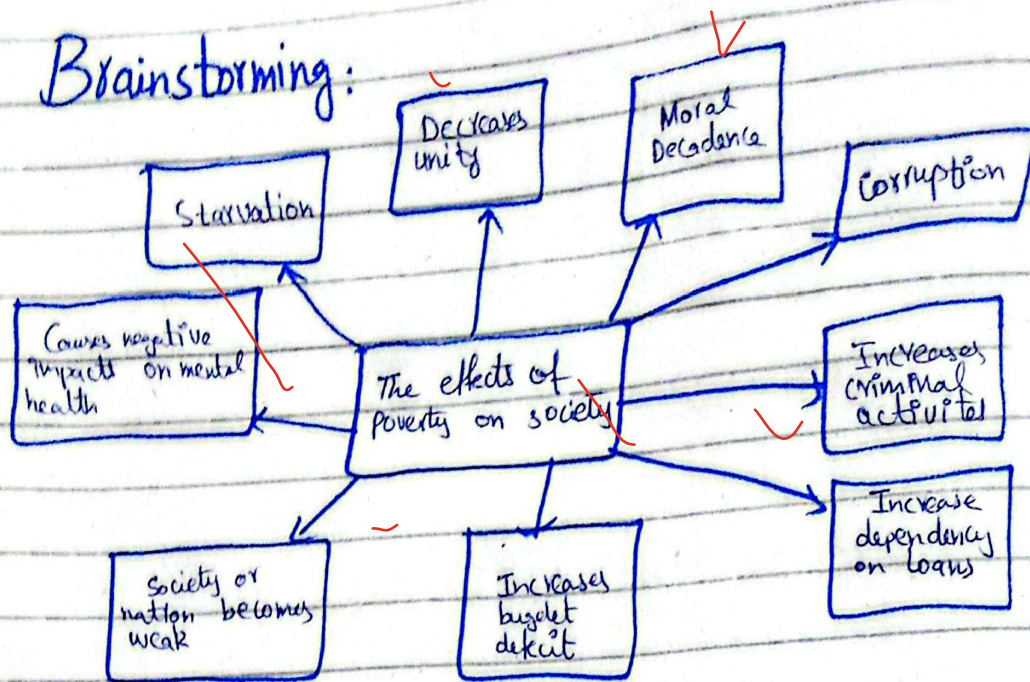 Brainstorming:
Decreases
unity
Moral
Decadence
Corruption
Starvation
Causes negative
impacts on mental
health
The effects of
poverty on society
Increases
criminal
activites
Increase
dependency
on loans
Society or
nation becomes
weak
Increases
bugdet
deficit